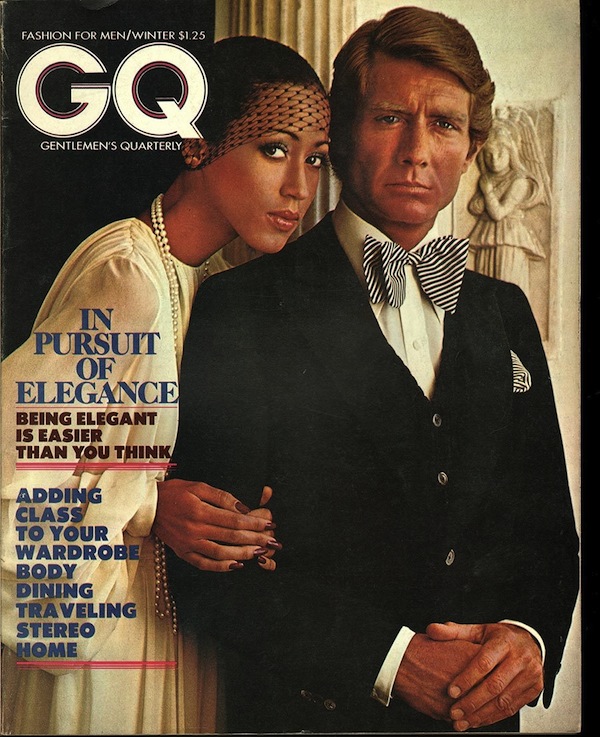 FASHION FOR MEN/WINTER $1.25
GQ
GENTLEMEN'S QUARTERLY
IN
PURSUIT
OF
ELEGANCE
BEING ELEGANT
IS EASIER
THAN YOU THINK
ADDING
CLASS
TO YOUR
WARDROBE
BODY
DINING
TRAVELING
STEREO
HOME